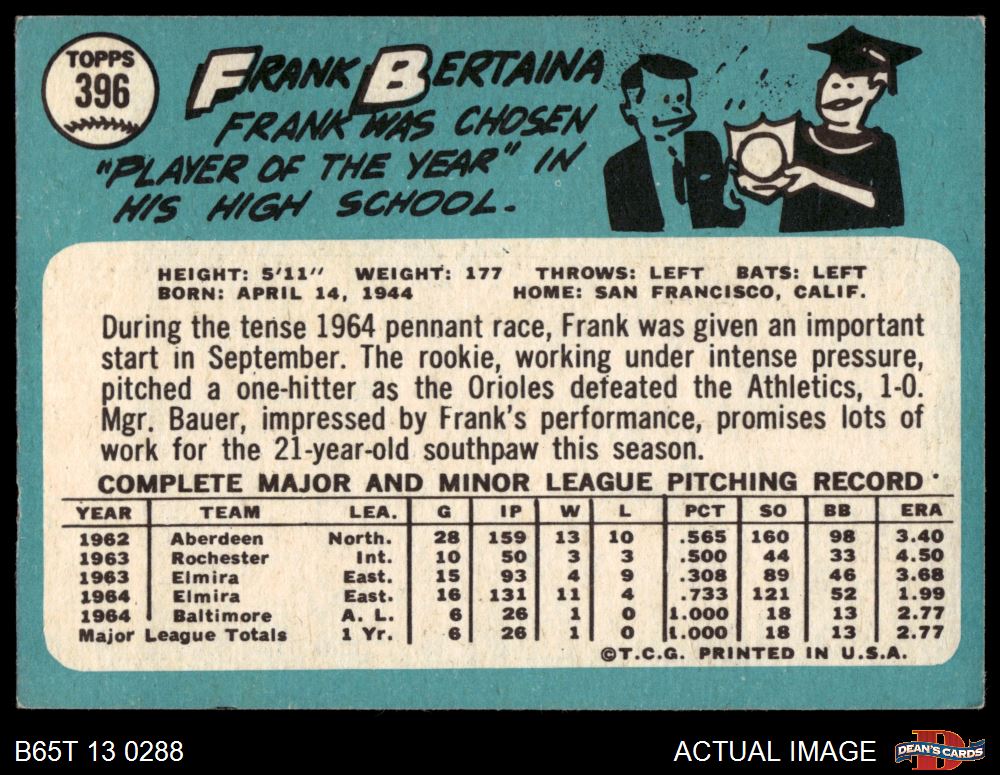 TOPPS
396
FRANK BERTAINA
FRANK WAS CHOSEN
"PLAYER OF THE YEAR" IN
HIS HIGH SCHOOL.
HEIGHT: 5'11" WEIGHT: 177 THROWS: LEFT BATS: LEFT
BORN: APRIL 14, 1944 HOME: SAN FRANCISCO, CALIF.
During the tense 1964 pennant race, Frank was given an important
start in September. The rookie, working under intense pressure,
pitched a one-hitter as the Orioles defeated the Athletics, 1-0.
Mgr. Bauer, impressed by Frank's performance, promises lots of
work for the 21-year-old southpaw this season.
COMPLETE MAJOR AND MINOR LEAGUE PITCHING RECORD
YEAR TEAM LEA. G IP W L PCT SO BB ERA
1962 Aberdeen North. 28 159 13 10 .565 160 98 3.40
1963 Rochester Int. 10 50 3 3 .500 44 33 4.50
1963 Elmira East. 15 93 4 9 .308 89 46 3.68
1964 Elmira East. 16 131 11 4 .733 121 52 1.99
1964 Baltimore A. L. 6 26 1 0 1.000 18 13 2.77
Major League Totals 1 Yr. 6 26 1 0 1.000 18 13 2.77
©T.C.G. PRINTED IN U.S.A.
B65T 13 0288 ACTUAL IMAGE DEAN'S CARDS